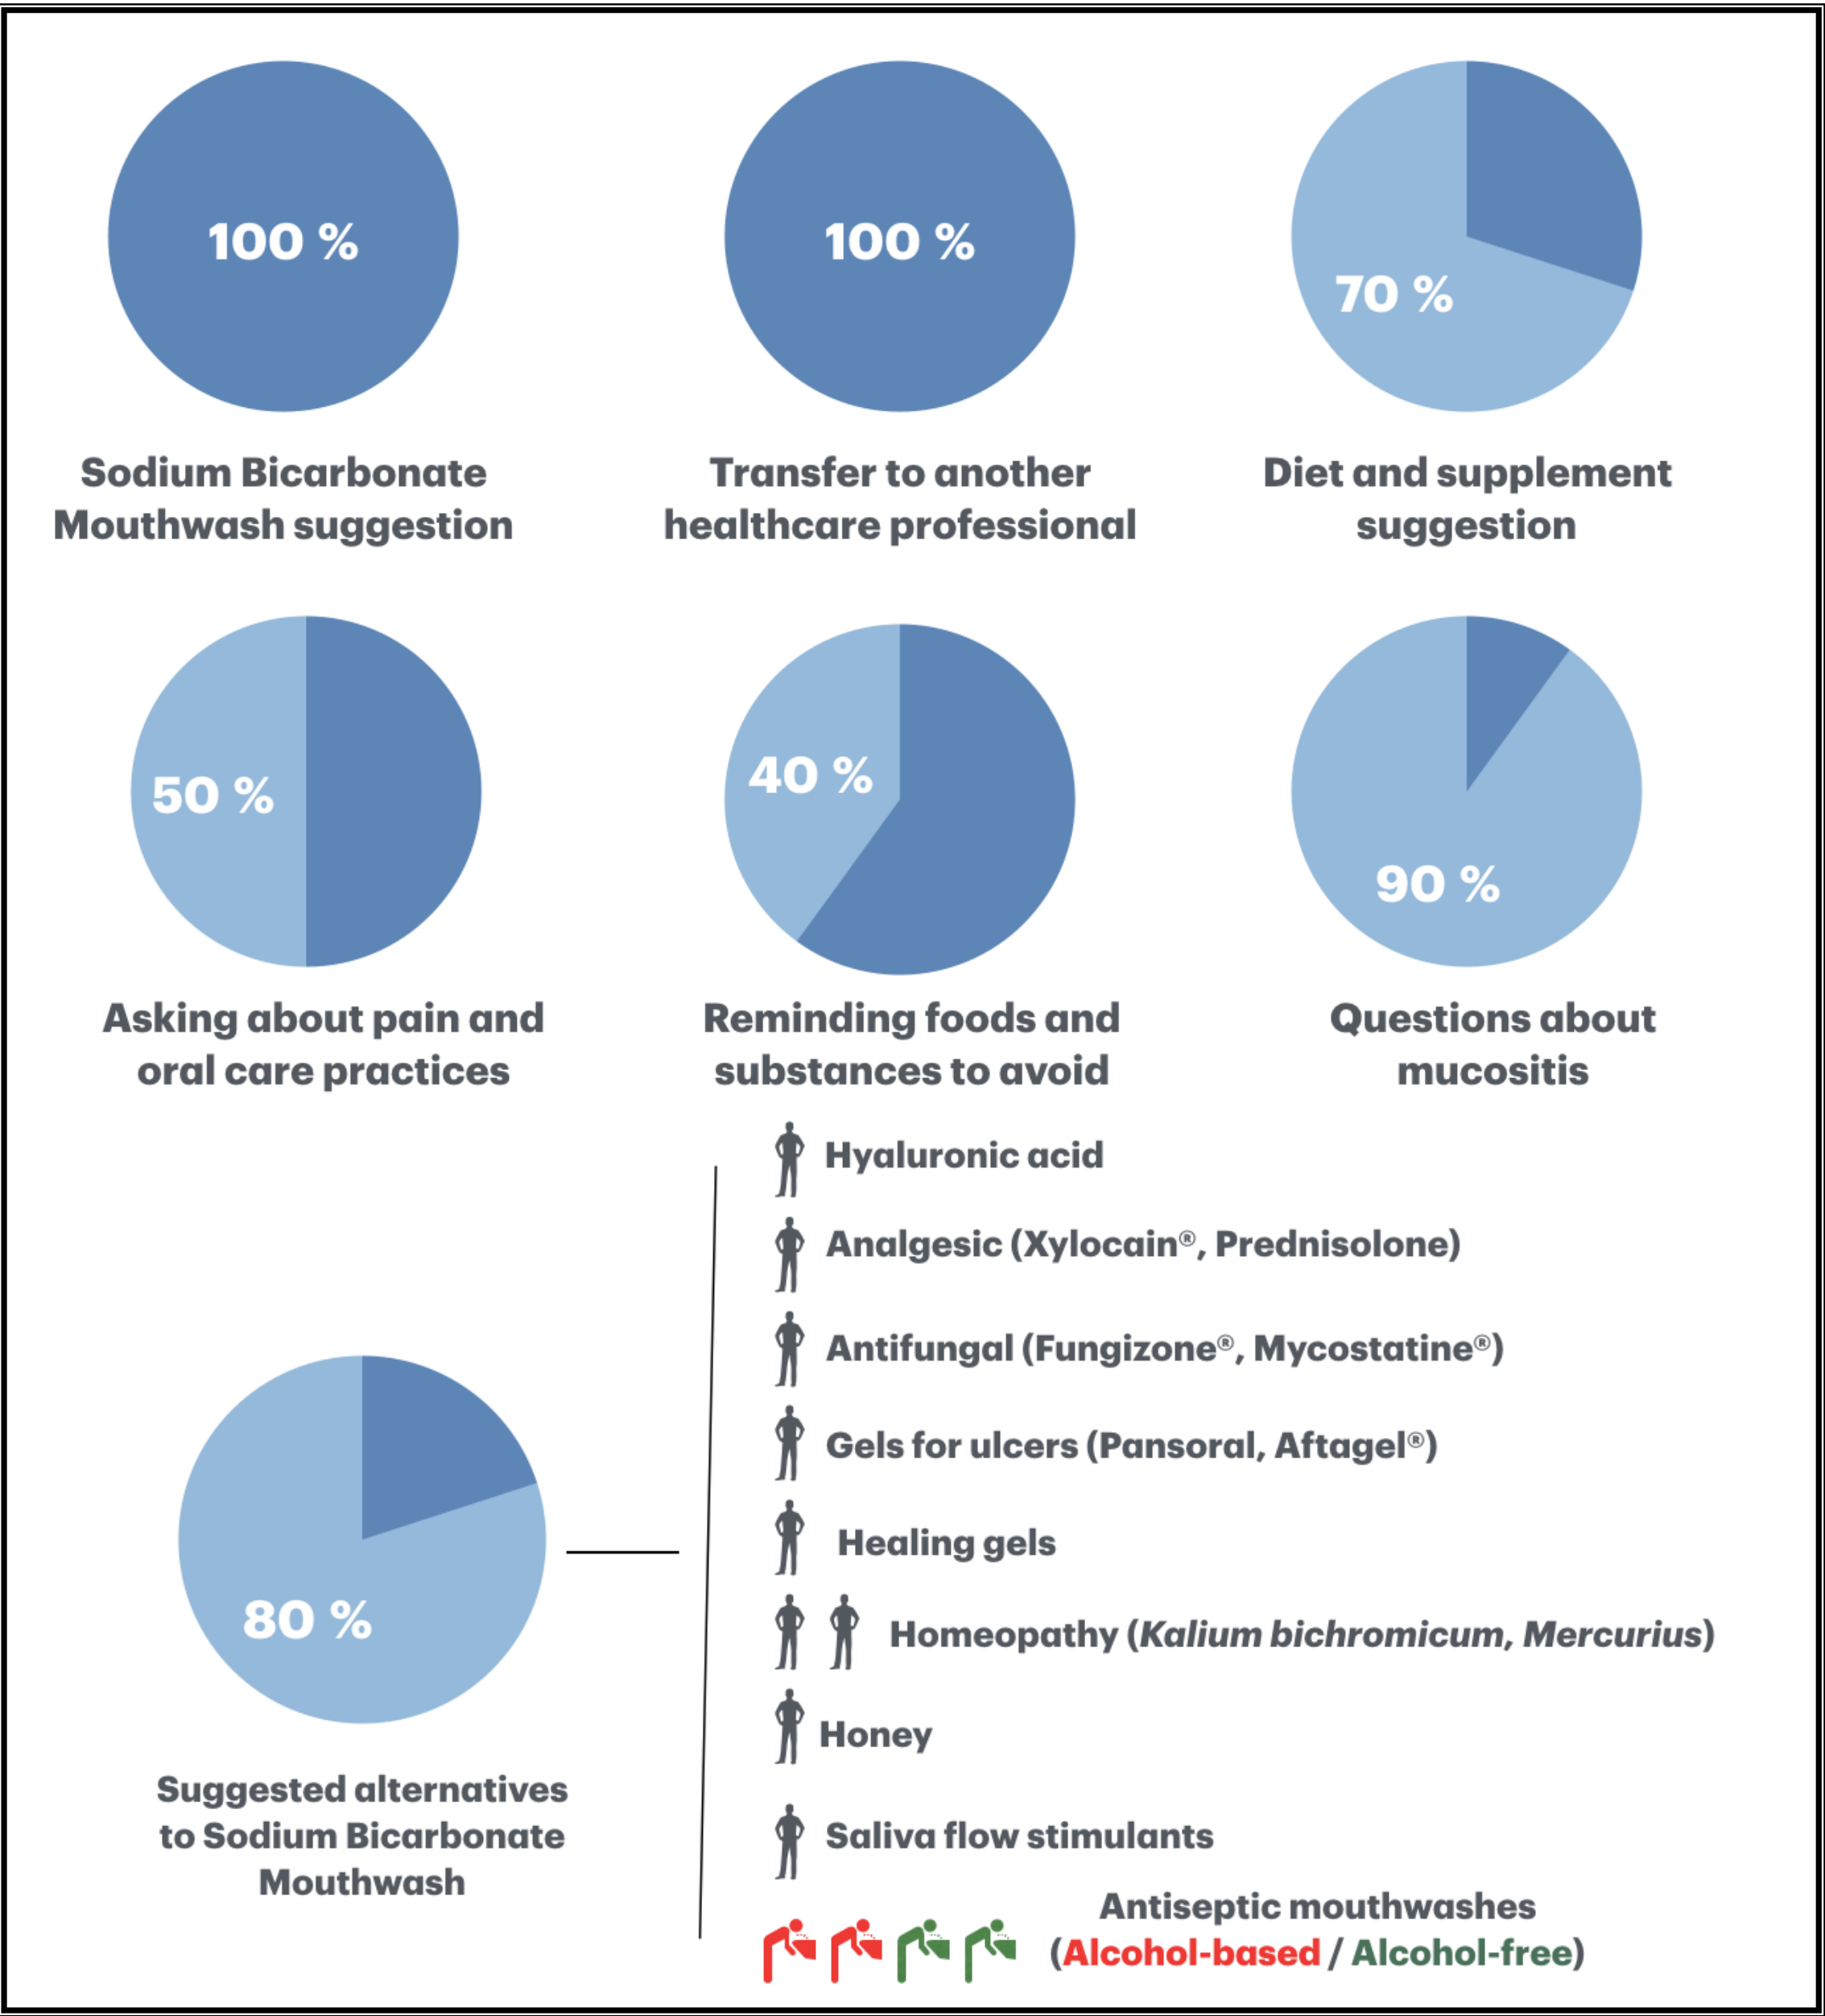 100 %
Sodium Bicarbonate
Mouthwash suggestion
100 %
Transfer to another
healthcare professional
70 %
Diet and supplement
suggestion
50 %
Asking about pain and
oral care practices
40 %
Reminding foods and
substances to avoid
90 %
Questions about
mucositis
80 %
Suggested alternatives
to Sodium Bicarbonate
Mouthwash
Hyaluronic acid
Analgesic (Xylocain®, Prednisolone)
Antifungal (Fungizone®, Mycostatine®)
Gels for ulcers (Pansoral, Aftagel®)
Healing gels
Homeopathy (Kalium bichromicum, Mercurius)
Honey
Saliva flow stimulants
Antiseptic mouthwashes
(Alcohol-based / Alcohol-free)